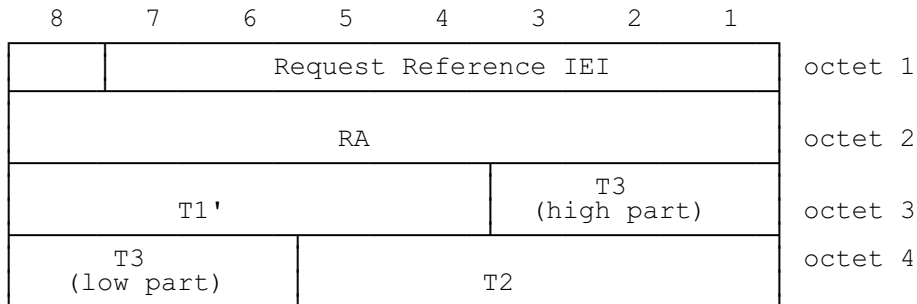 8 7 6 5 4 3 2 1
Request Reference IEI octet 1
RA octet 2
T3
T1' (high part) octet 3
T3 octet 4
(low part) T2